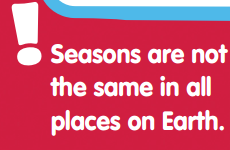 Seasons are not
the same in all
places on Earth.